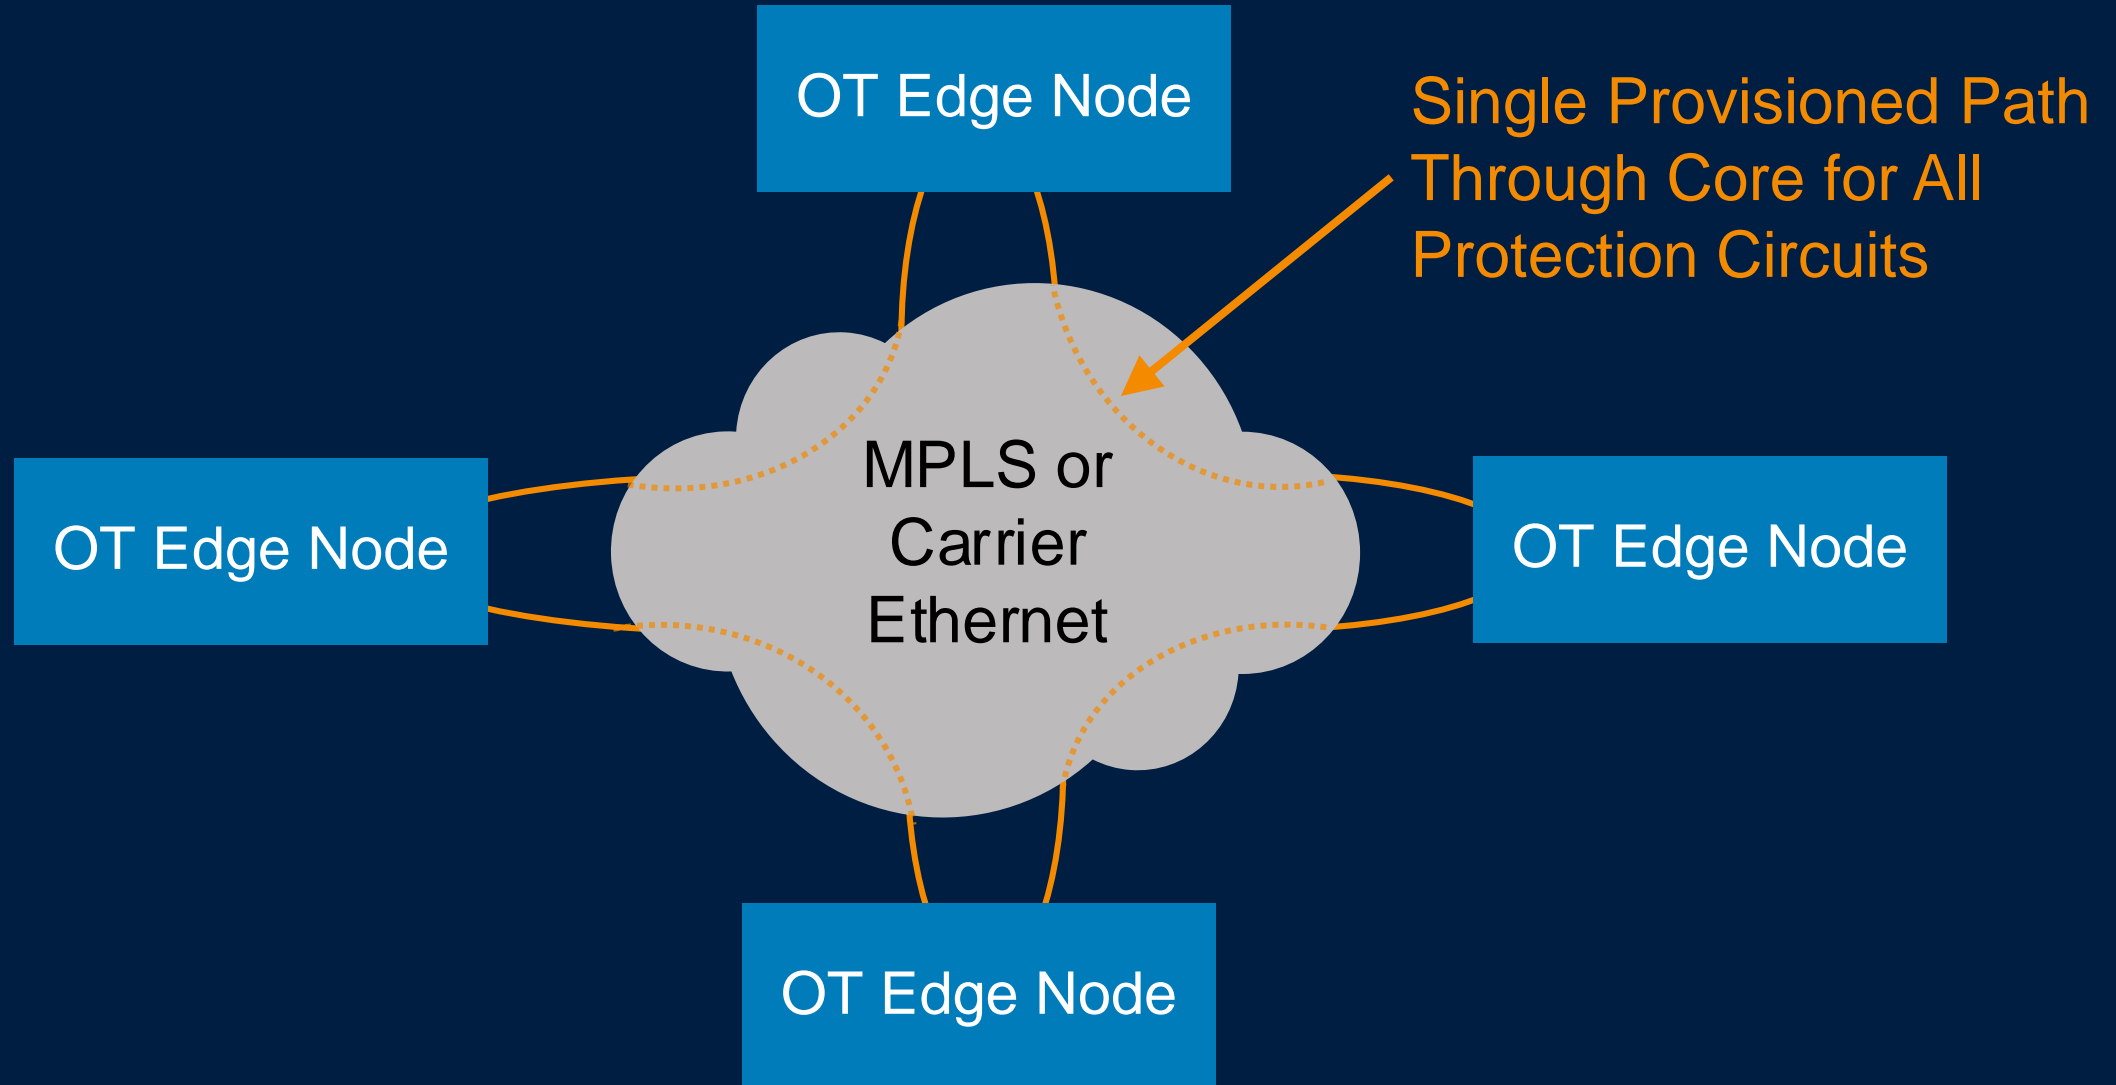 OT Edge Node
Single Provisioned Path
Through Core for All
Protection Circuits
MPLS or
Carrier
Ethernet
OT Edge Node
OT Edge Node
OT Edge Node